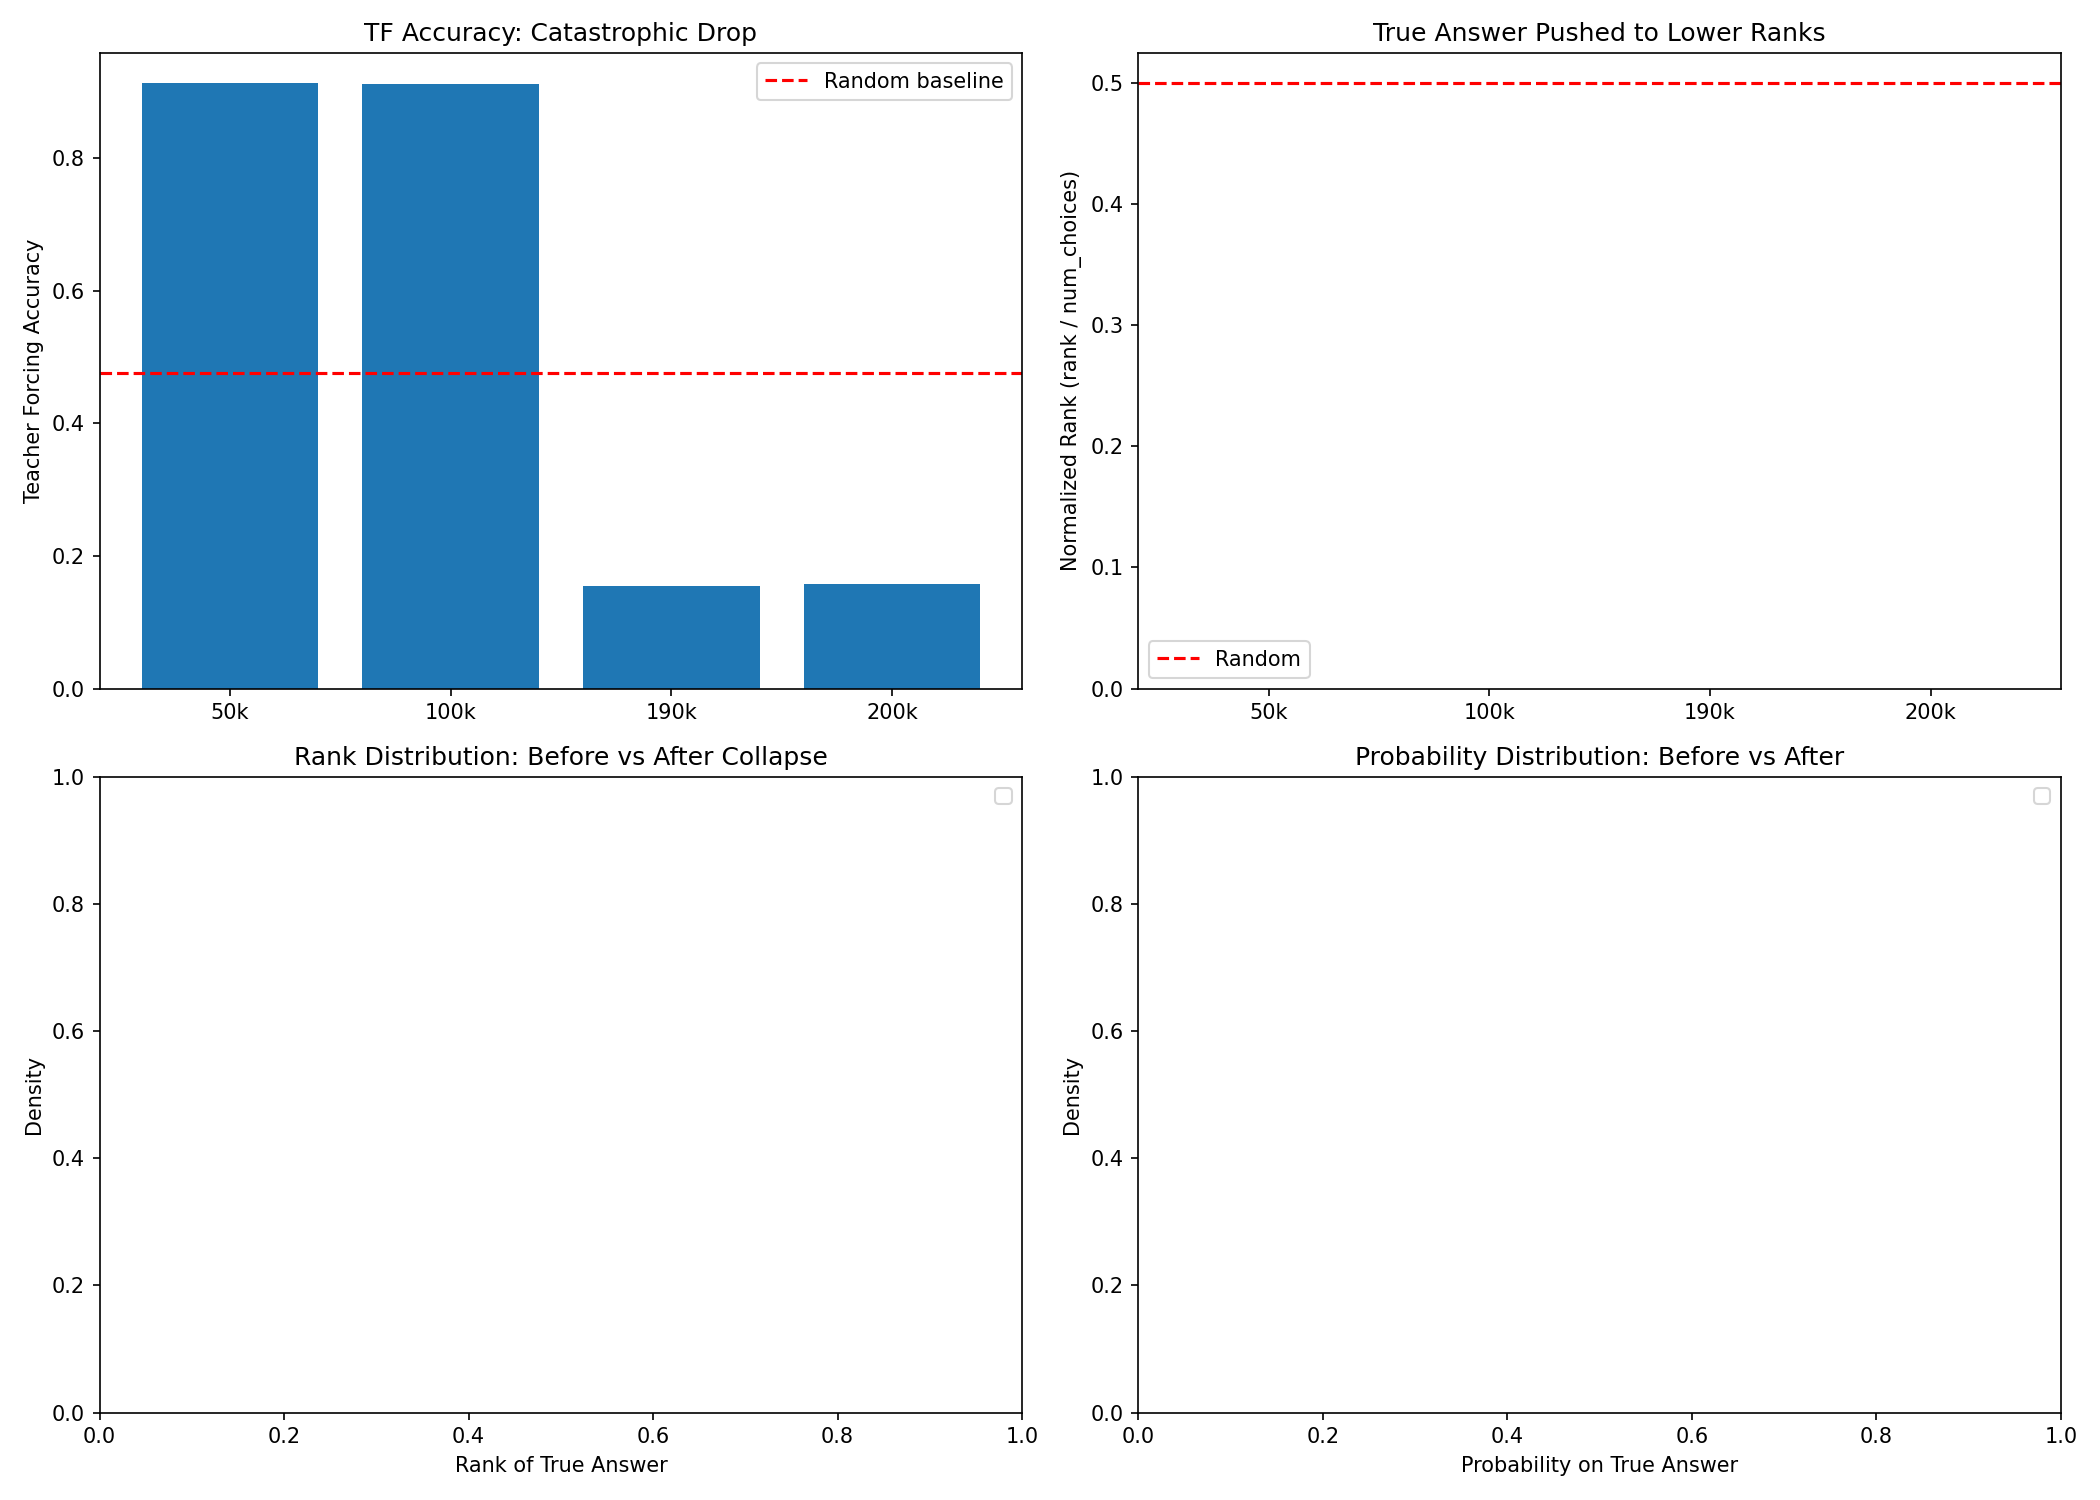 TF Accuracy: Catastrophic Drop
Random baseline
Teacher Forcing Accuracy
0.8
0.6
0.4
0.2
0.0
50k
100k
190k
200k
True Answer Pushed to Lower Ranks
Normalized Rank (rank / num_choices)
0.5
0.4
0.3
0.2
0.1
0.0
Random
50k
100k
190k
200k
Rank Distribution: Before vs After Collapse
Density
1.0
0.8
0.6
0.4
0.2
0.0
0.0
0.2
0.4
0.6
0.8
1.0
Rank of True Answer
Probability Distribution: Before vs After
Density
1.0
0.8
0.6
0.4
0.2
0.0
0.0
0.2
0.4
0.6
0.8
1.0
Probability on True Answer